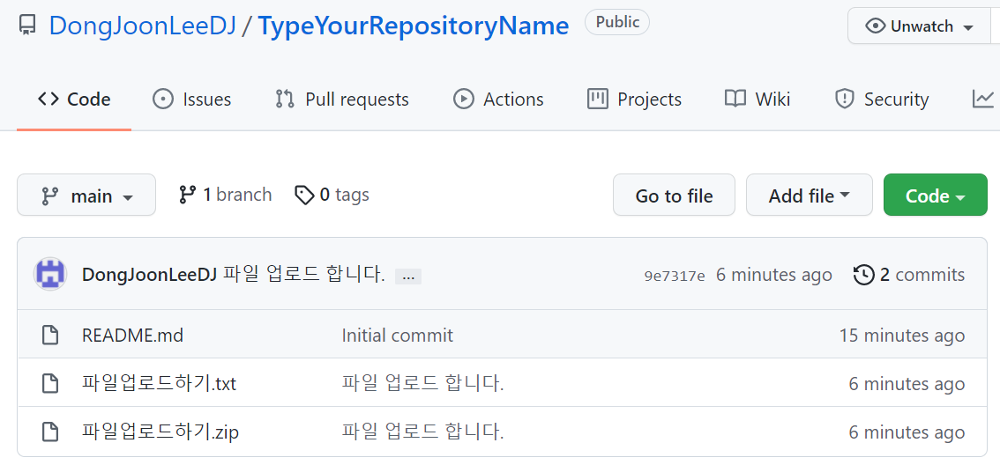 DongJoonLeeDJ / TypeYourRepositoryName Public Unwatch
Code Issues Pull requests Actions Projects Wiki Security
main 1 branch 0 tags Go to file Add file Code
DongJoonLeeDJ 파일 업로드 합니다. ... 9e7317e 6 minutes ago 2 commits
README.md Initial commit 15 minutes ago
파일업로드하기.txt 파일 업로드 합니다. 6 minutes ago
파일업로드하기.zip 파일 업로드 합니다. 6 minutes ago